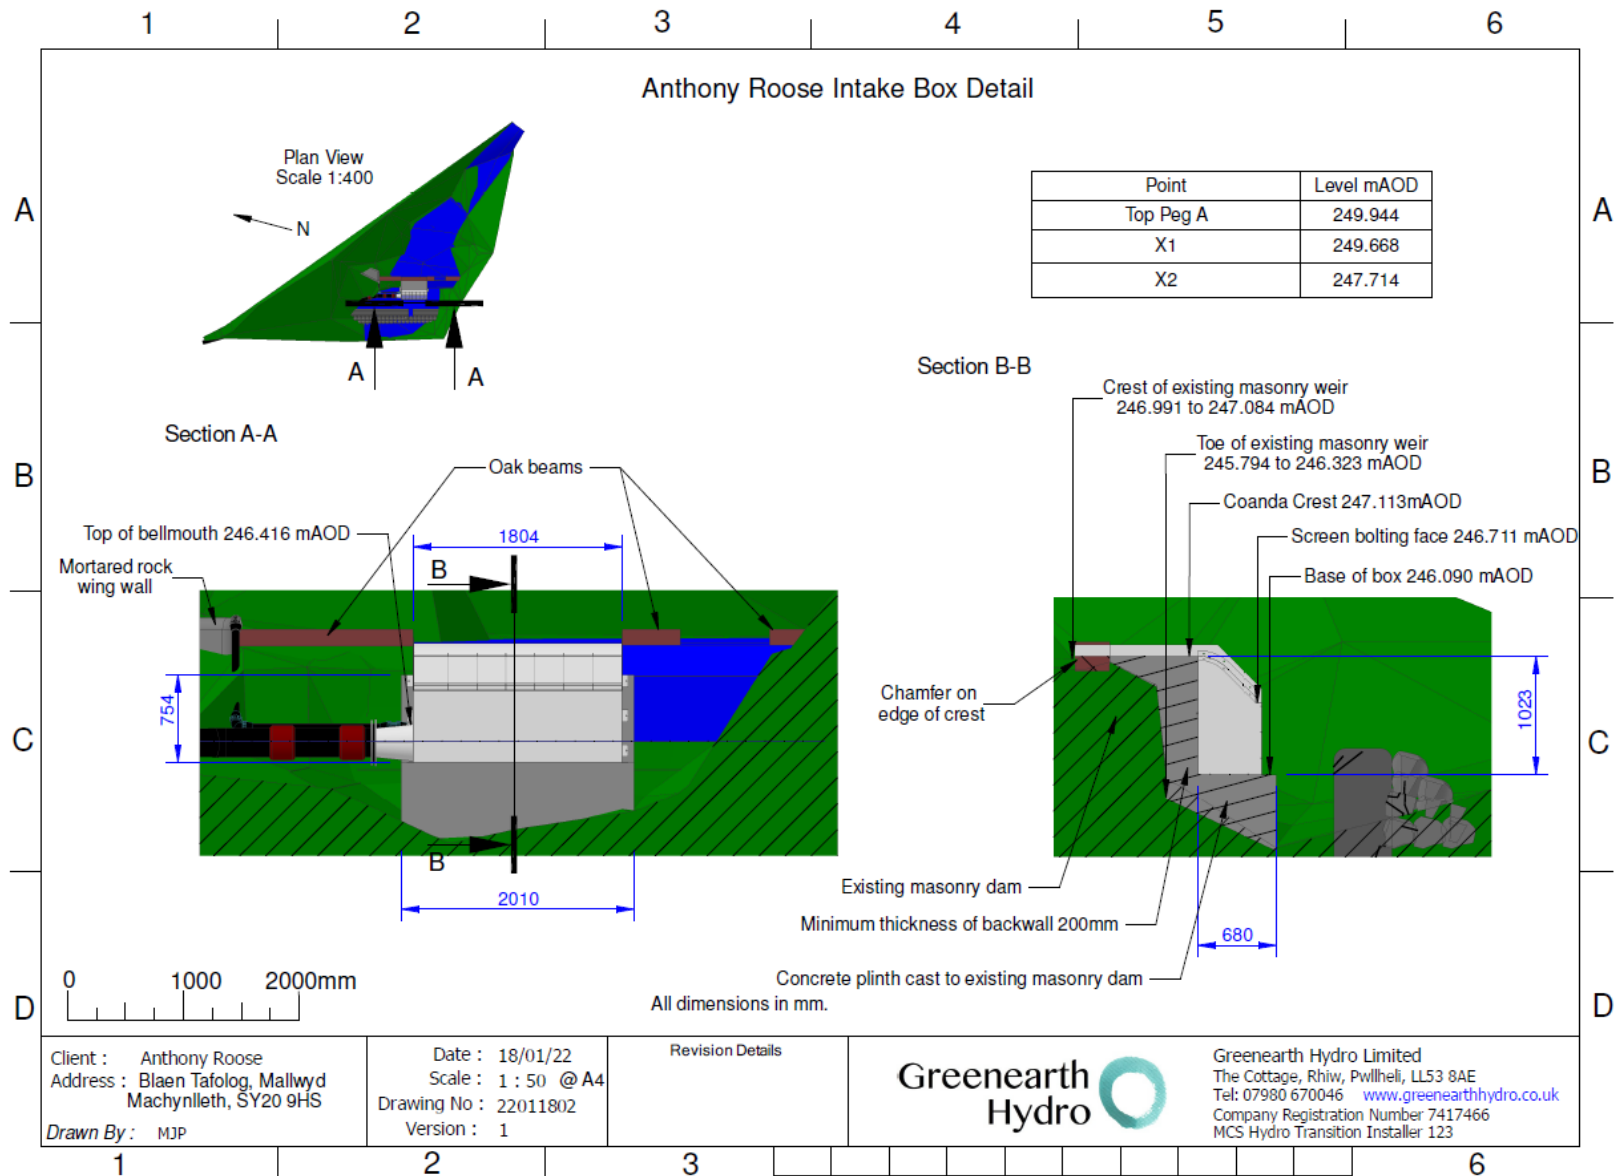 1 2 3 4 5 6
Anthony Roose Intake Box Detail
Plan View
Scale 1:400
N
A
A
Point Level mAOD
Top Peg A 249.944
X1 249.668
X2 247.714
A A
Section B-B
Crest of existing masonry weir
246.991 to 247.084 mAOD
Toe of existing masonry weir
245.794 to 246.323 mAOD
Coanda Crest 247.113mAOD
Screen bolting face 246.711 mAOD
Base of box 246.090 mAOD
Section A-A
B
B
Oak beams
Top of bellmouth 246.416 mAOD
Mortared rock
wing wall
1804
B
754
B
2010
C
C
Chamfer on
edge of crest
1023
Existing masonry dam
Minimum thickness of backwall 200mm
680
Concrete plinth cast to existing masonry dam
All dimensions in mm.
0 1000 2000mm
D
D
Client : Anthony Roose
Address : Blaen Tafolog, Mallwyd
Machynlleth, SY20 9HS
Drawn By : MJP
Date : 18/01/22
Scale : 1 : 50 @ A4
Drawing No : 22011802
Version : 1
Revision Details
Greenearth
Hydro
Greenearth Hydro Limited
The Cottage, Rhiw, Pwllheli, LL53 8AE
Tel: 07980 670046 www.greenearthhydro.co.uk
Company Registration Number 7417466
MCS Hydro Transition Installer 123
1 2 3 6